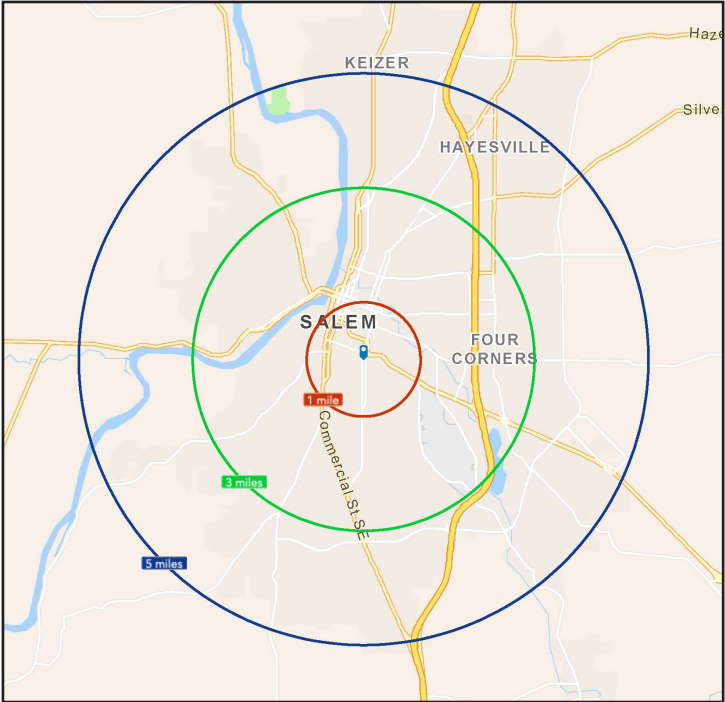 Haze
KEIZER
Silve
HAYESVILLE
SALEM
FOUR
CORNERS
1 mile
Commercial St SE
3 miles
5 miles